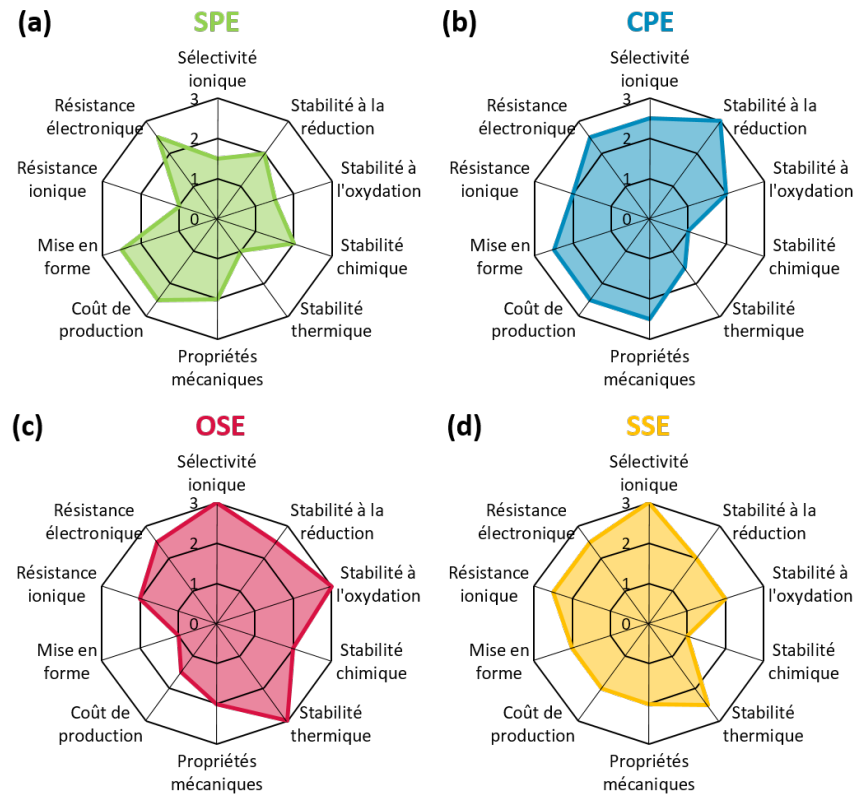 (a)
SPE
Sélectivité
ionique
Résistance
électronique
Stabilité à la
réduction
Résistance
ionique
Stabilité à
l'oxydation
Mise en
forme
Stabilité
chimique
Coût de
production
Stabilité
thermique
Propriétés
mécaniques
3
2
1
0
(b)
CPE
Sélectivité
ionique
Résistance
électronique
Stabilité à la
réduction
Résistance
ionique
Stabilité à
l'oxydation
Mise en
forme
Stabilité
chimique
Coût de
production
Stabilité
thermique
Propriétés
mécaniques
3
2
1
0
(c)
OSE
Sélectivité
ionique
Résistance
électronique
Stabilité à la
réduction
Résistance
ionique
Stabilité à
l'oxydation
Mise en
forme
Stabilité
chimique
Coût de
production
Stabilité
thermique
Propriétés
mécaniques
3
2
1
0
(d)
SSE
Sélectivité
ionique
Résistance
électronique
Stabilité à la
réduction
Résistance
ionique
Stabilité à
l'oxydation
Mise en
forme
Stabilité
chimique
Coût de
production
Stabilité
thermique
Propriétés
mécaniques
3
2
1
0